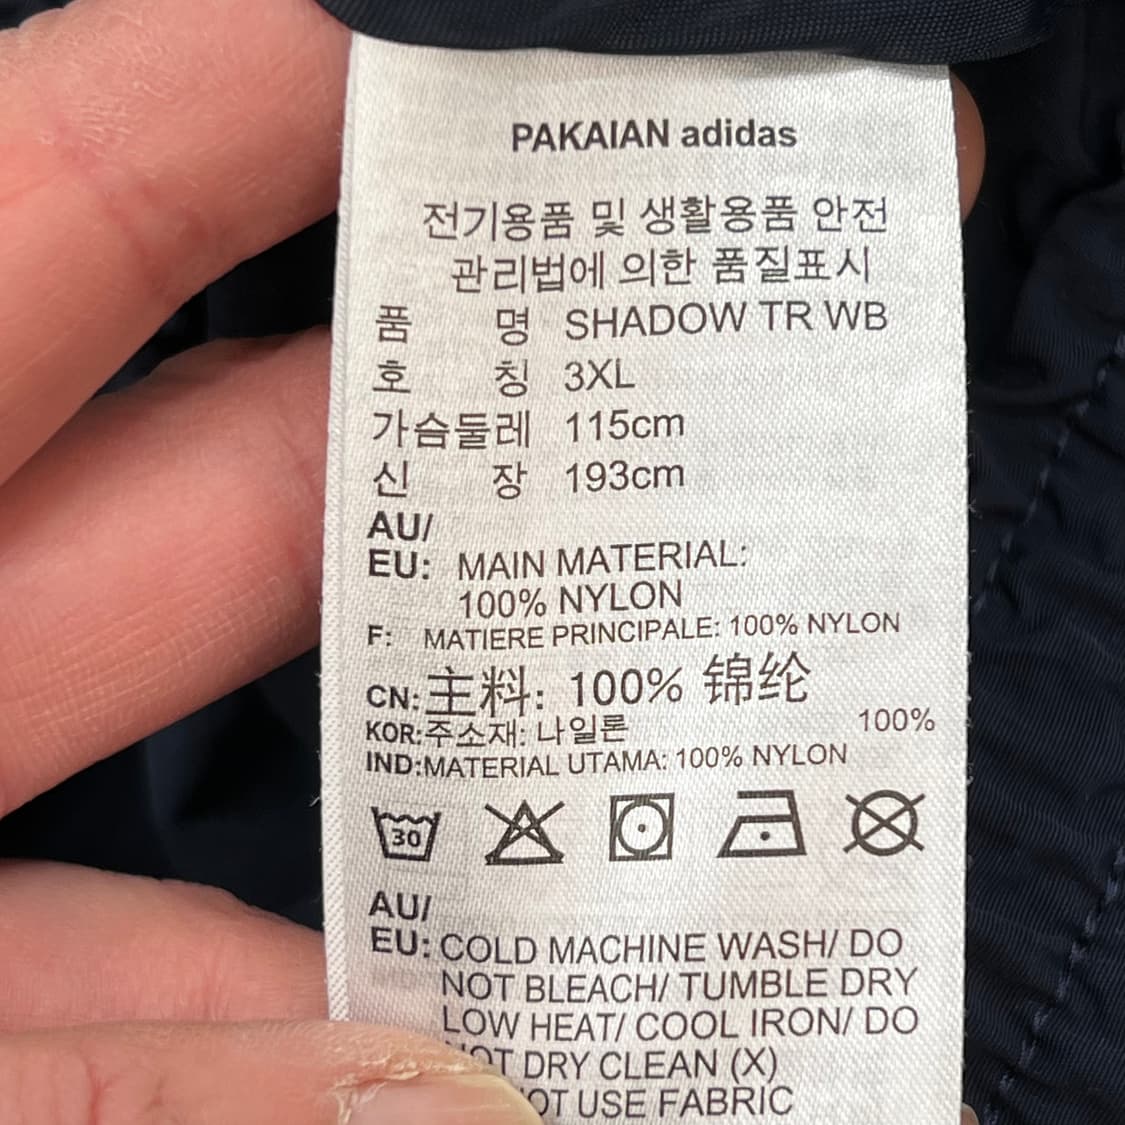 PAKAIAN adidas
전기용품 및 생활용품 안전
관리법에 의한 품질표시
품 명 SHADOW TR WB
호 칭 3XL
가슴둘레 115cm
신 장 193cm
AU/
EU: MAIN MATERIAL:
100% NYLON
F: MATIERE PRINCIPALE: 100% NYLON
CN: 主料: 100% 锦纶
KOR:주소재: 나일론 100%
IND:MATERIAL UTAMA: 100% NYLON
30
AU/
EU: COLD MACHINE WASH/ DO
NOT BLEACH/ TUMBLE DRY
LOW HEAT/ COOL IRON/ DO
DRY CLEAN (X)
USE FABRIC